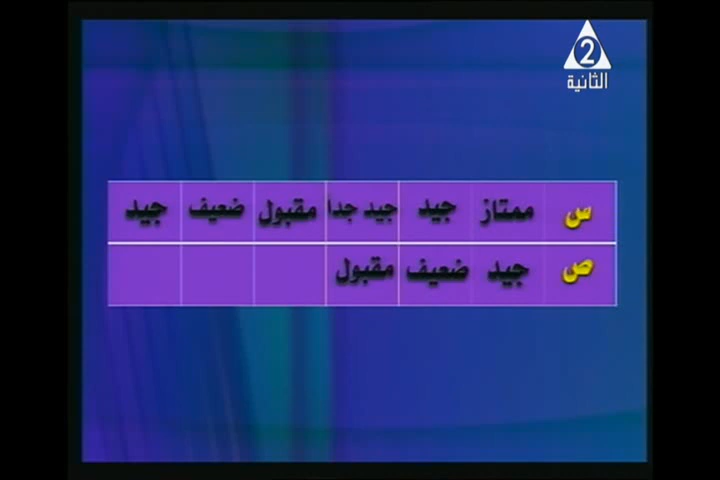 2
الثانية
س ممتاز جيد جيد جدا مقبول ضعيف جيد
ص جيد ضعيف مقبول